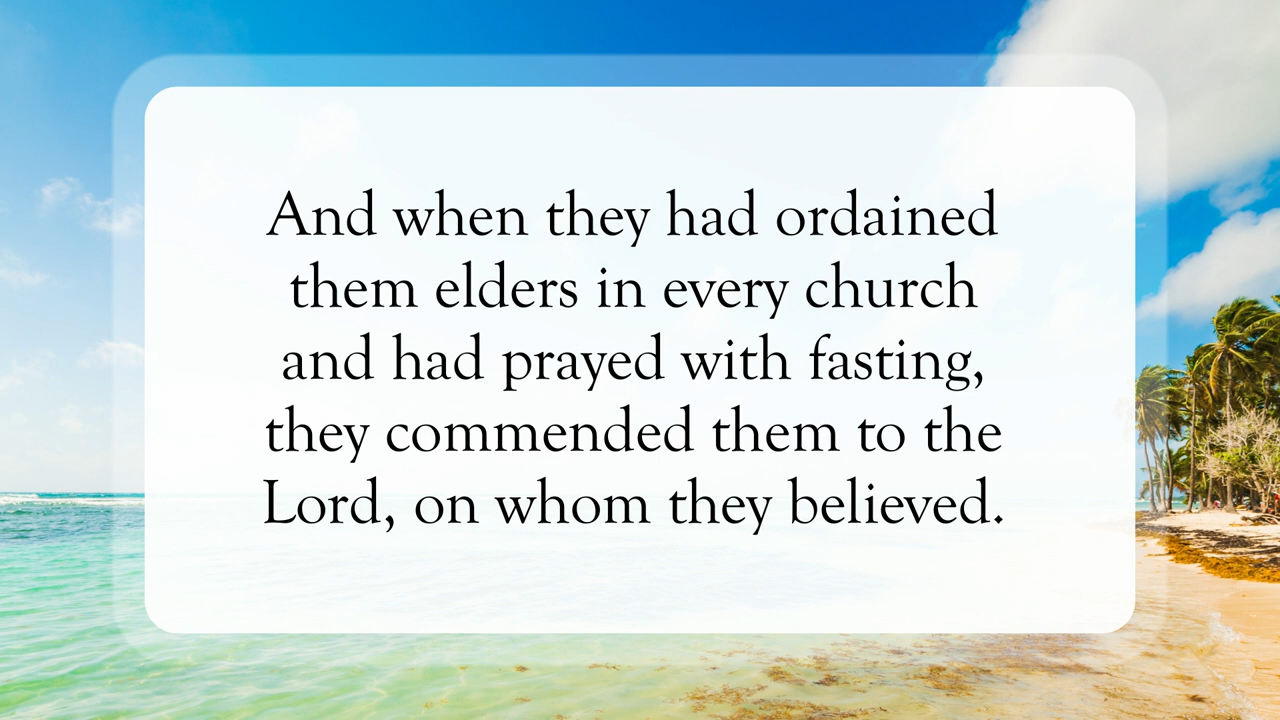 And when they had ordained
them elders in every church
and had prayed with fasting,
they commended them to the
Lord, on whom they believed.